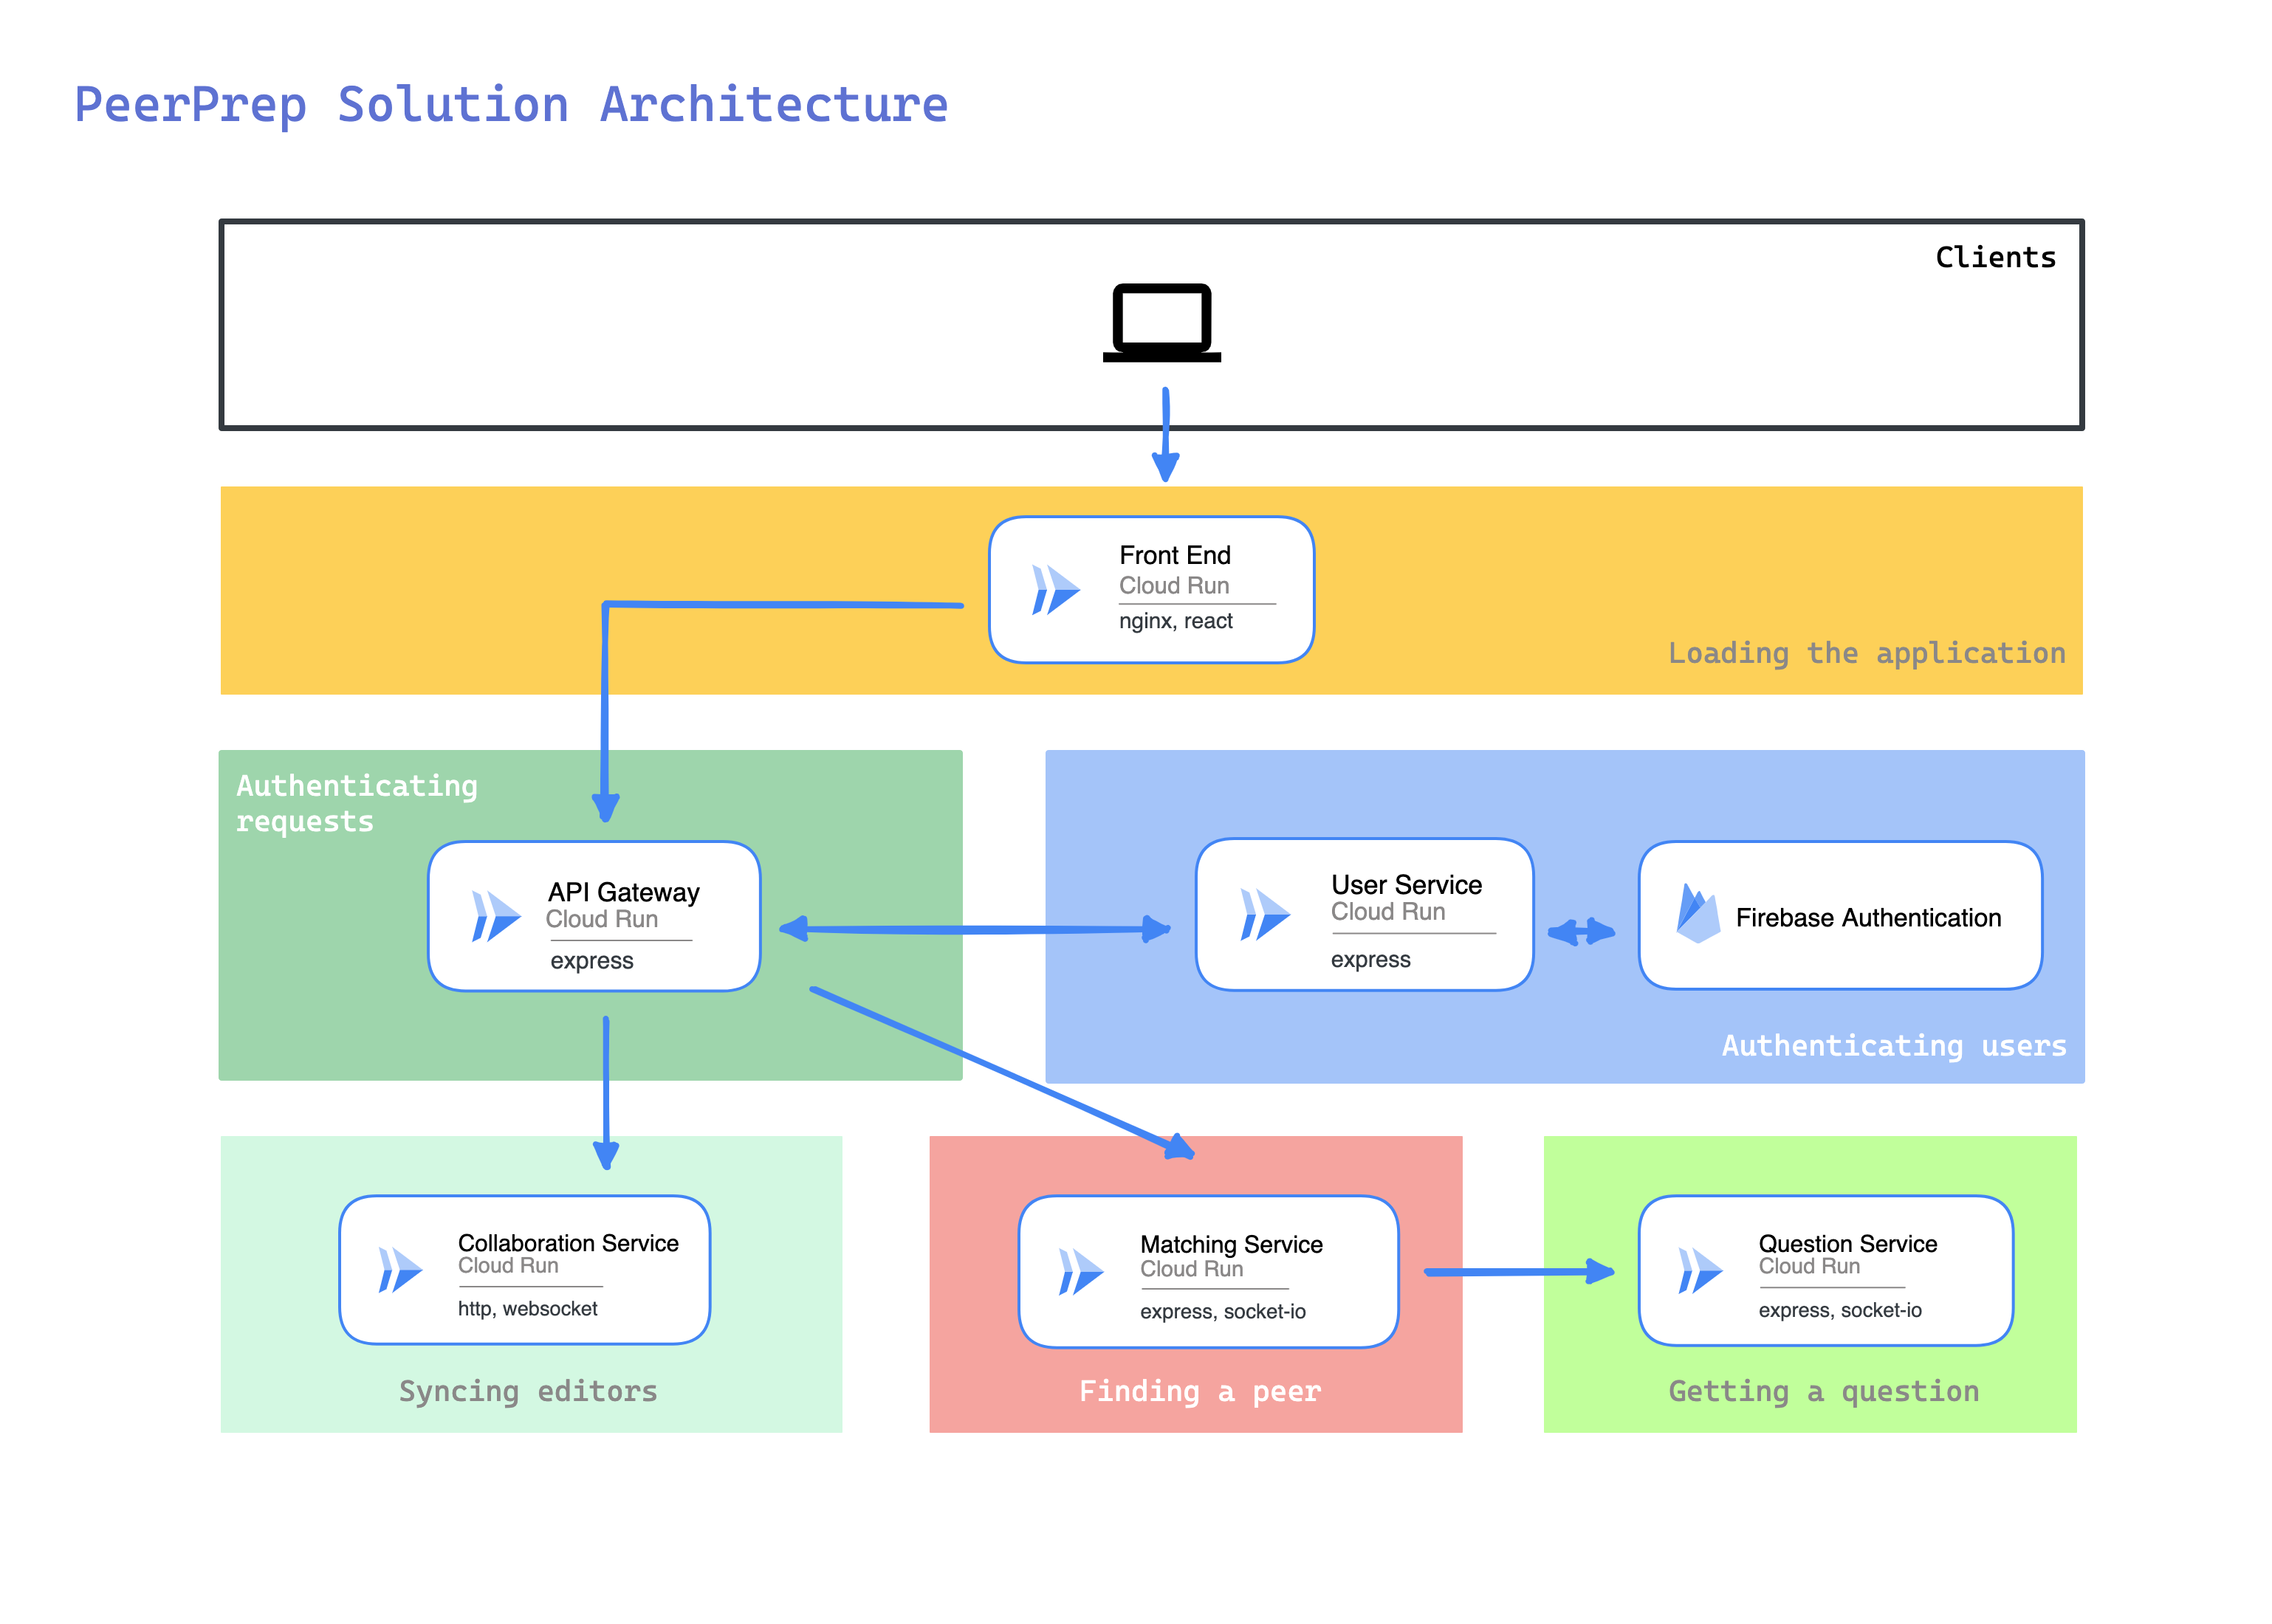 PeerPrep Solution Architecture
Clients
Front End
Cloud Run
nginx, react
Loading the application
Authenticating
requests
API Gateway
Cloud Run
express
User Service
Cloud Run
express
Firebase Authentication
Authenticating users
Collaboration Service
Cloud Run
http, websocket
Syncing editors
Matching Service
Cloud Run
express, socket-io
Finding a peer
Question Service
Cloud Run
express, socket-io
Getting a question